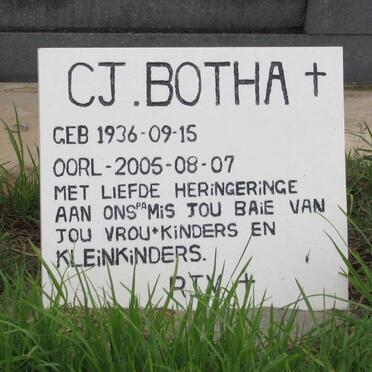 CJ. BOTHA †
GEB 1936-09-15
OORL-2005-08-07
MET LIEFDE HERINGERINGE
AAN ONS PA MIS JOU BAIE VAN
JOU VROU*KINDERS EN
KLEINKINDERS.